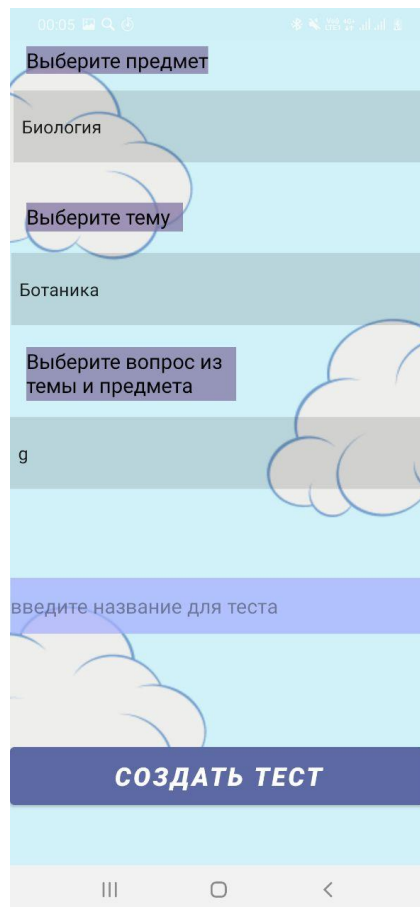 00:05
Выберите предмет
Биология
Выберите тему
Ботаника
Выберите вопрос из
темы и предмета
g
введите название для теста
СОЗДАТЬ ТЕСТ